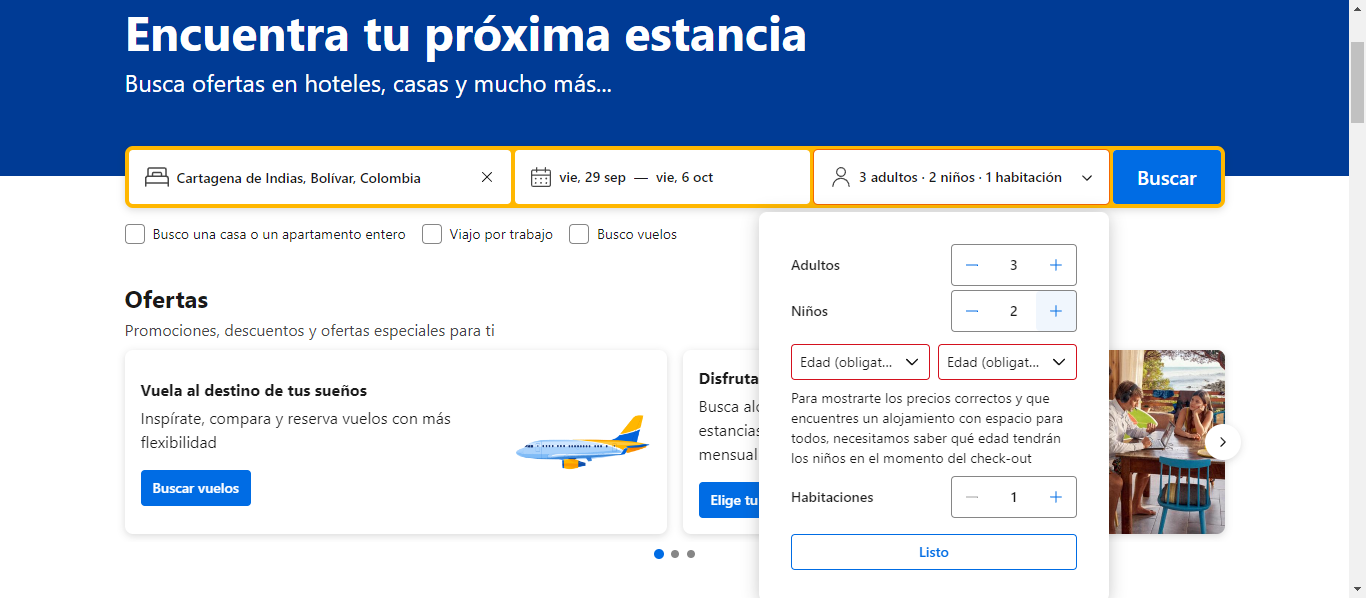 Encuentra tu próxima estancia
Busca ofertas en hoteles, casas y mucho más...
Cartagena de Indias, Bolívar, Colombia
vie, 29 sep — vie, 6 oct
3 adultos · 2 niños · 1 habitación
Buscar
Busco una casa o un apartamento entero
Viajo por trabajo
Busco vuelos
Adultos
3
Niños
2
Edad (obligat...
Edad (obligat...
Para mostrarte los precios correctos y que
encuentres un alojamiento con espacio para
todos, necesitamos saber qué edad tendrán
los niños en el momento del check-out
Habitaciones
1
Listo
Ofertas
Promociones, descuentos y ofertas especiales para ti
Vuela al destino de tus sueños
Inspírate, compara y reserva vuelos con más
flexibilidad
Buscar vuelos
Disfruta
Busca
estancias
mensual
Elige tu